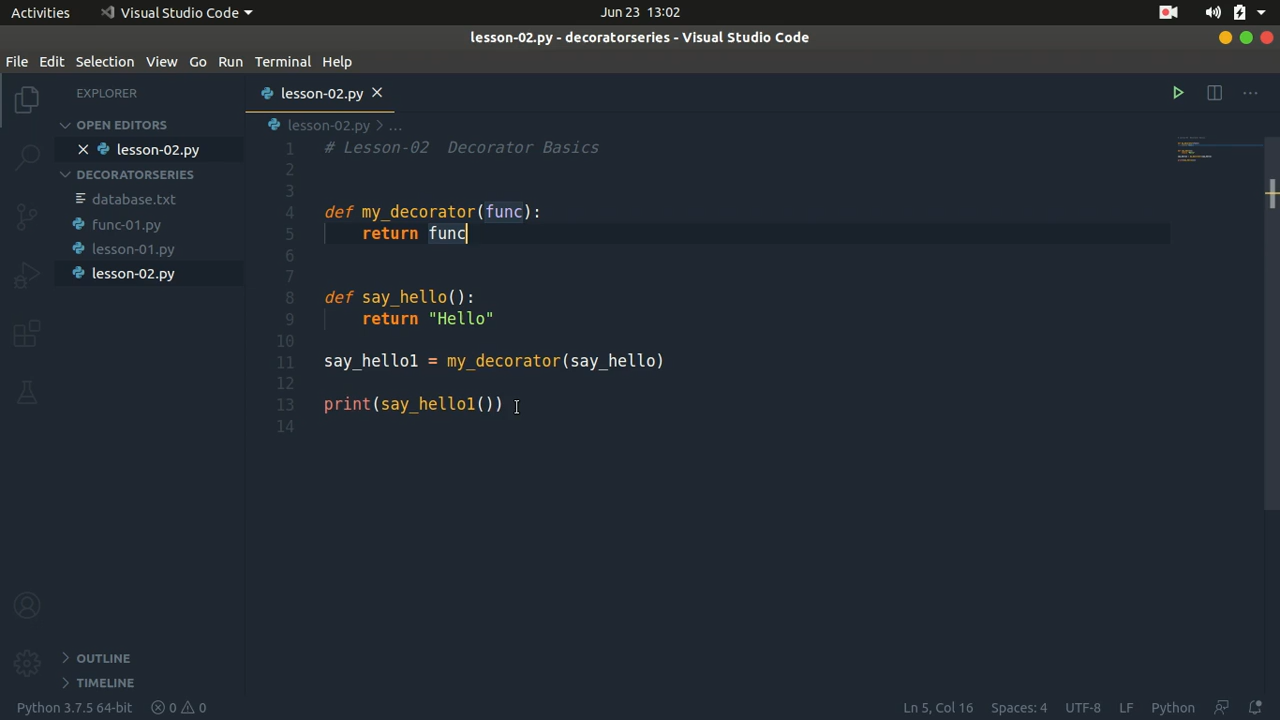 Activities Visual Studio Code Jun 23 13:02
lesson-02.py - decoratorseries - Visual Studio Code
File Edit Selection View Go Run Terminal Help
EXPLORER
OPEN EDITORS
lesson-02.py
DECORATORSERIES
database.txt
func-01.py
lesson-01.py
lesson-02.py
OUTLINE
TIMELINE
lesson-02.py
lesson-02.py > ...
1 # Lesson-02 Decorator Basics
2
3
4 def my_decorator(func):
5 return func
6
7
8 def say_hello():
9 return "Hello"
10
11 say_hello1 = my_decorator(say_hello)
12
13 print(say_hello1())
14
Python 3.7.5 64-bit 0 0 Ln 5, Col 16 Spaces: 4 UTF-8 LF Python